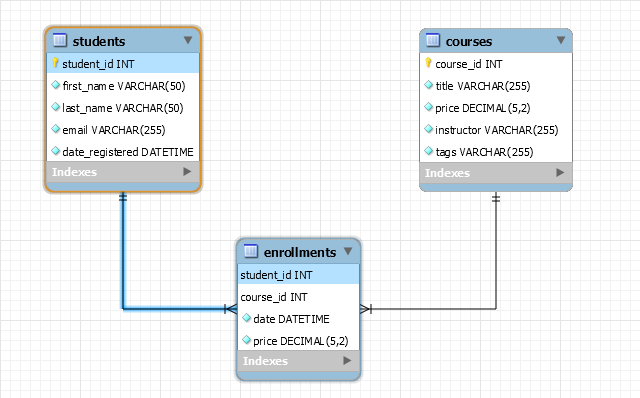 students
student_id INT
first_name VARCHAR(50)
last_name VARCHAR(50)
email VARCHAR(255)
date_registered DATETIME
Indexes
courses
course_id INT
title VARCHAR(255)
price DECIMAL(5,2)
instructor VARCHAR(255)
tags VARCHAR(255)
Indexes
enrollments
student_id INT
course_id INT
date DATETIME
price DECIMAL(5,2)
Indexes